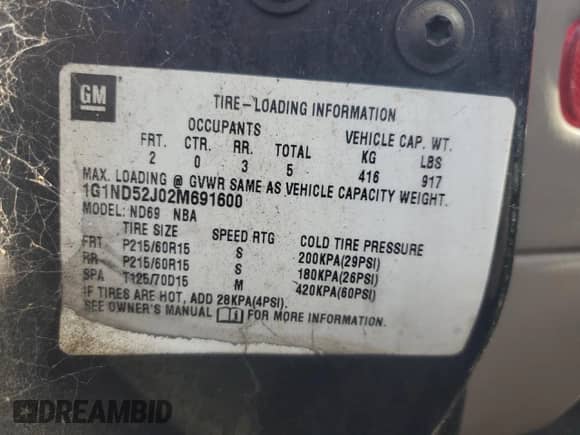 GM
TIRE-LOADING INFORMATION
OCCUPANTS VEHICLE CAP. WT.
FRT. CTR. RR. TOTAL KG LBS
2 0 3 5 416 917
MAX. LOADING @ GVWR SAME AS VEHICLE CAPACITY WEIGHT.
1G1ND52J02M691600
MODEL: ND69 NBA
TIRE SIZE SPEED RTG COLD TIRE PRESSURE
FRT P215/60R15 S 200KPA(29PSI)
RR P215/60R15 S 180KPA(26PSI)
SPA T125/70D15 M 420KPA(60PSI)
IF TIRES ARE HOT, ADD 28KPA(4PSI).
SEE OWNER'S MANUAL FOR MORE INFORMATION.
DREAMBID